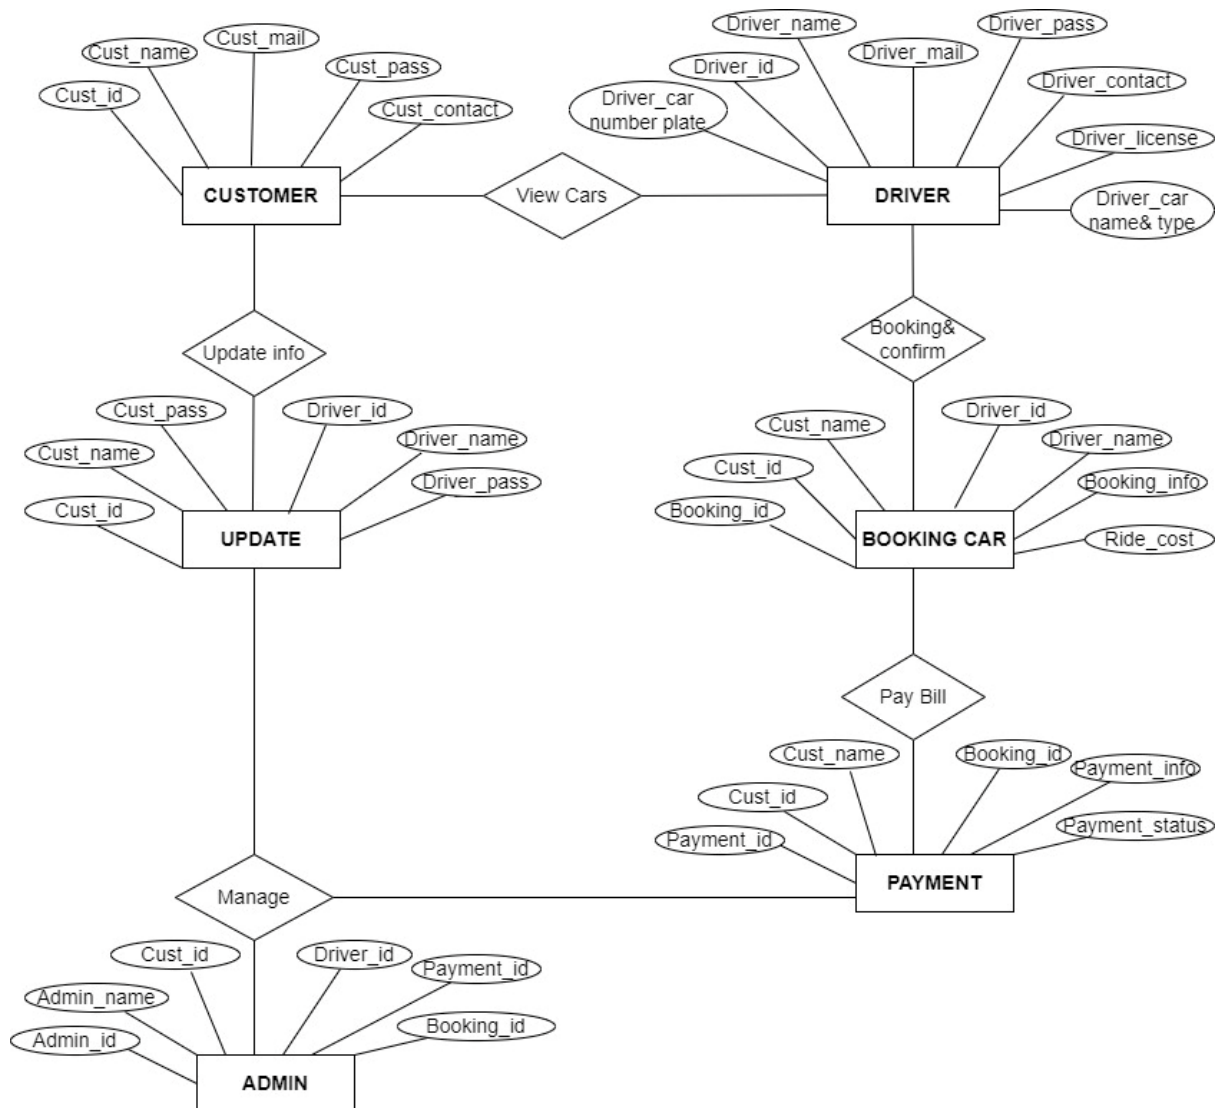 Cust_mail
Cust_name
Cust_pass
Cust_id
Cust_contact
Driver_name
Driver_pass
Driver_mail
Driver_id
Driver_contact
Driver_car
number plate
Driver_license
Driver_car
name& type
CUSTOMER
View Cars
DRIVER
Update info
Booking&
confirm
Cust_pass
Driver_id
Cust_name
Driver_name
Cust_id
Driver_pass
UPDATE
Driver_id
Cust_name
Driver_name
Cust_id
Booking_info
Booking_id
Ride_cost
BOOKING CAR
Pay Bill
Cust_name
Booking_id
Payment_info
Cust_id
Payment_status
Payment_id
PAYMENT
Manage
Cust_id
Driver_id
Payment_id
Admin_name
Booking_id
Admin_id
ADMIN